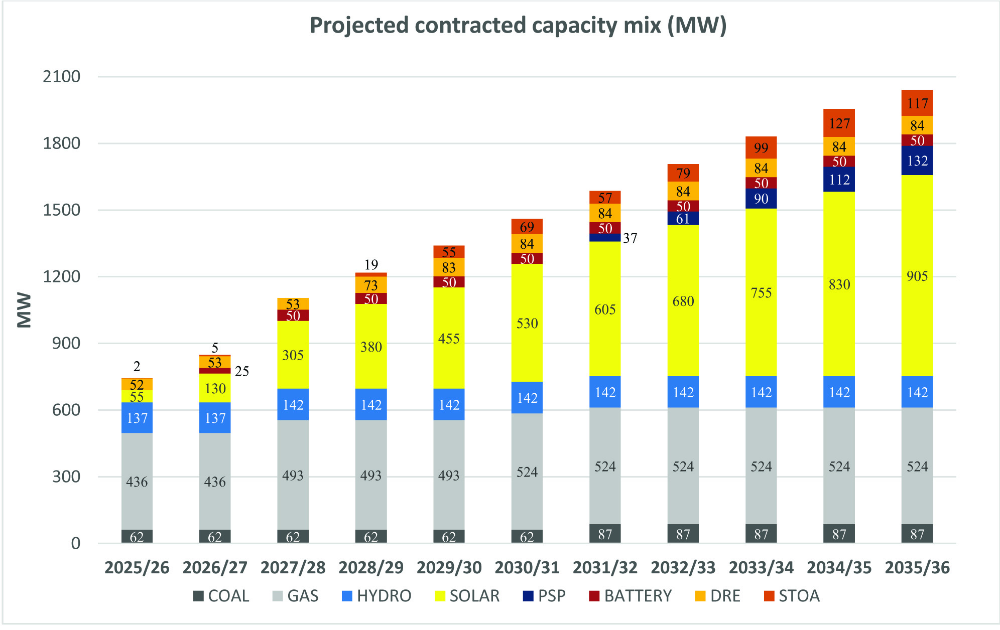 Projected contracted capacity mix (MW)
2100
1800
1500
1200
900
600
300
0
MW
2 52 55 137 436 62
5 53 25 130 137 436 62
53 50 305 142 493 62
19 73 50 380 142 493 62
55 83 50 455 142 493 62
69 84 50 530 142 524 62
57 84 50 37 605 142 524 87
79 84 50 61 680 142 524 87
99 84 50 90 755 142 524 87
127 84 50 112 830 142 524 87
117 84 50 132 905 142 524 87
2025/26 2026/27 2027/28 2028/29 2029/30 2030/31 2031/32 2032/33 2033/34 2034/35 2035/36
COAL GAS HYDRO SOLAR PSP BATTERY DRE STOA